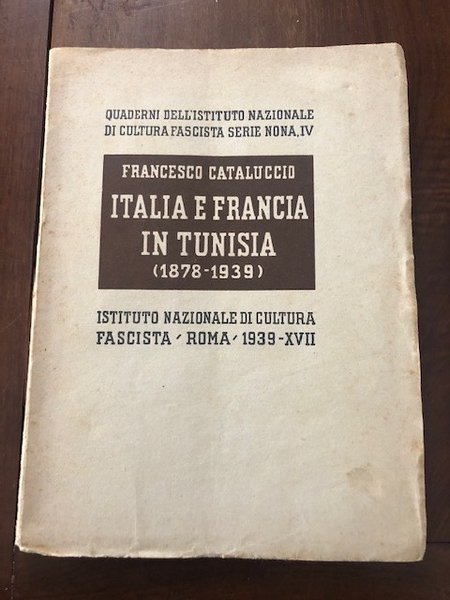 QUADERNI DELL'ISTITUTO NAZIONALE
DI CULTURA FASCISTA SERIE NONA, IV
FRANCESCO CATALUCCIO
ITALIA E FRANCIA
IN TUNISIA
(1878-1939)
ISTITUTO NAZIONALE DI CULTURA
FASCISTA / ROMA / 1939-XVII